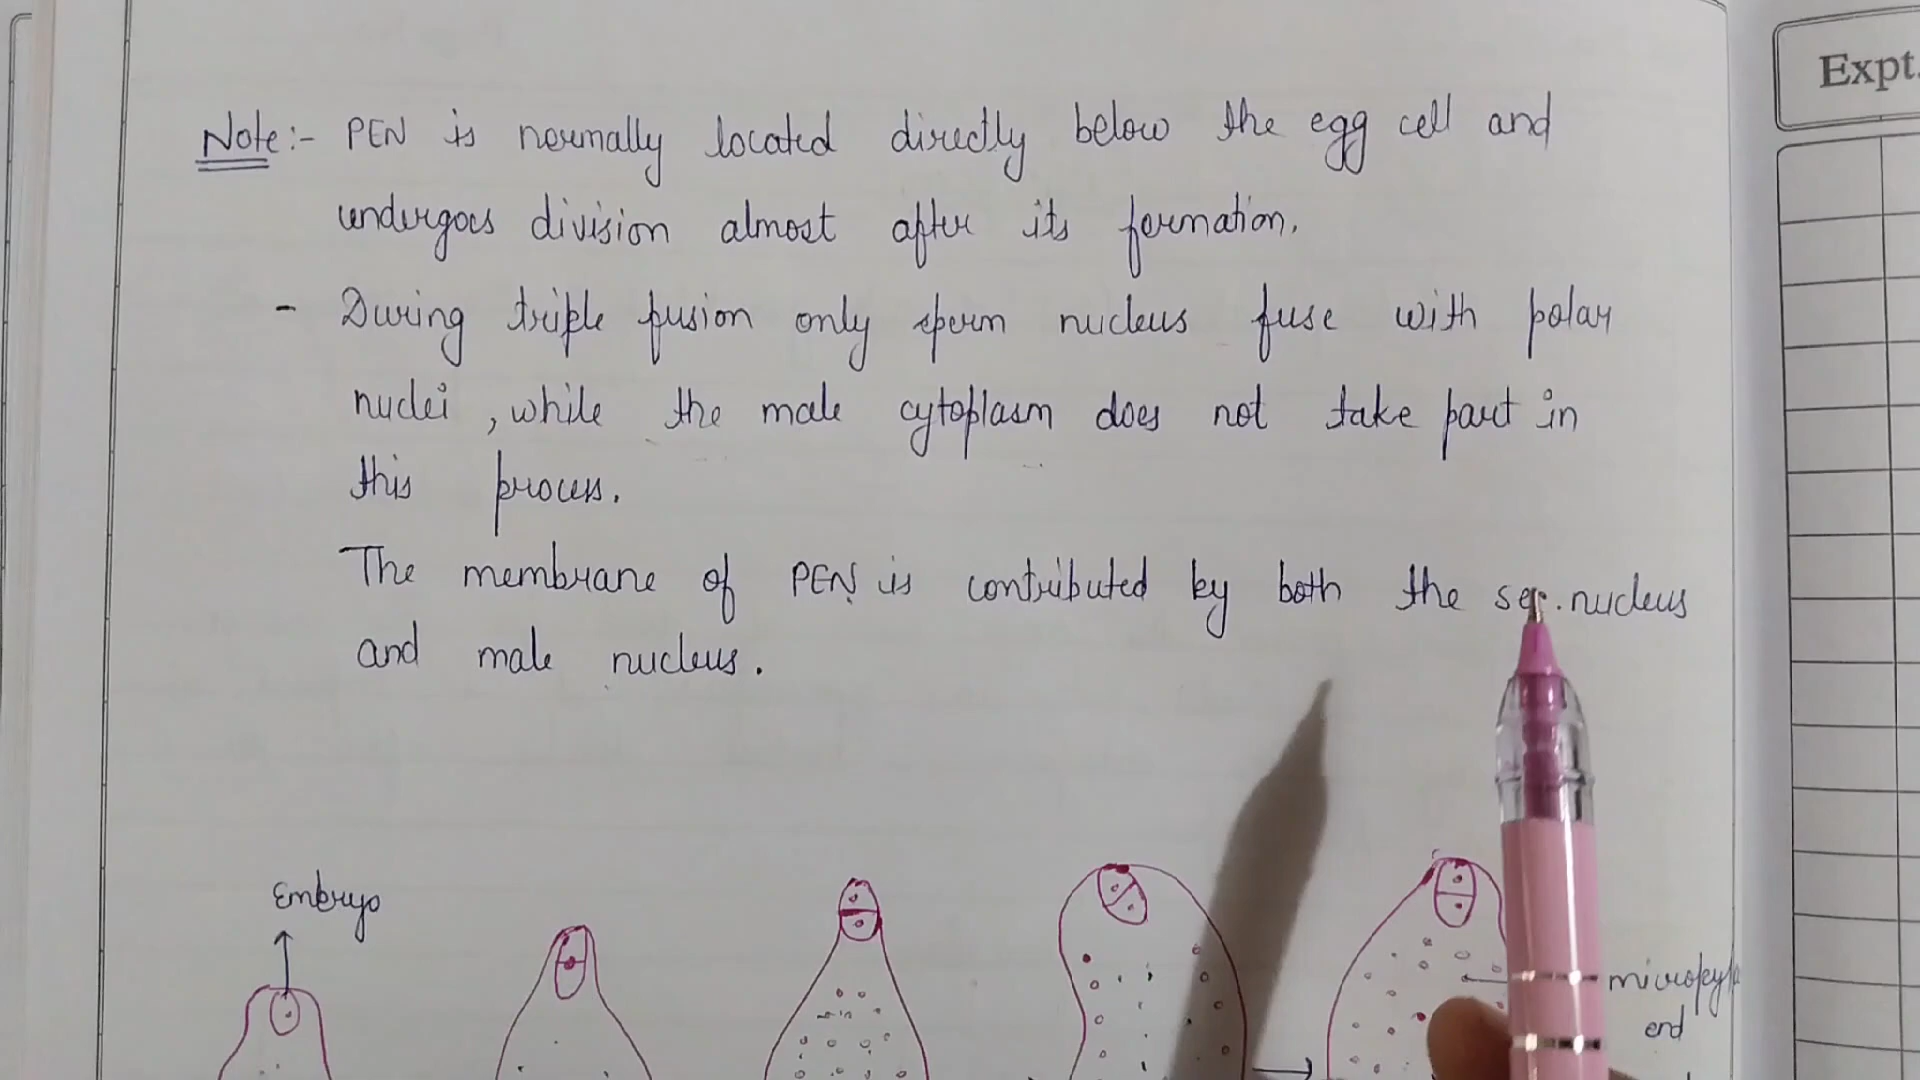 Expt.
Note:- PEN is normally located directly below the egg cell and
undergoes division almost after its formation.
- During triple fusion only sperm nucleus fuse with polar
nuclei, while the male cytoplasm does not take part in
this process.
The membrane of PEN is contributed by both the sec. nucleus
and male nucleus.
Embryo
end